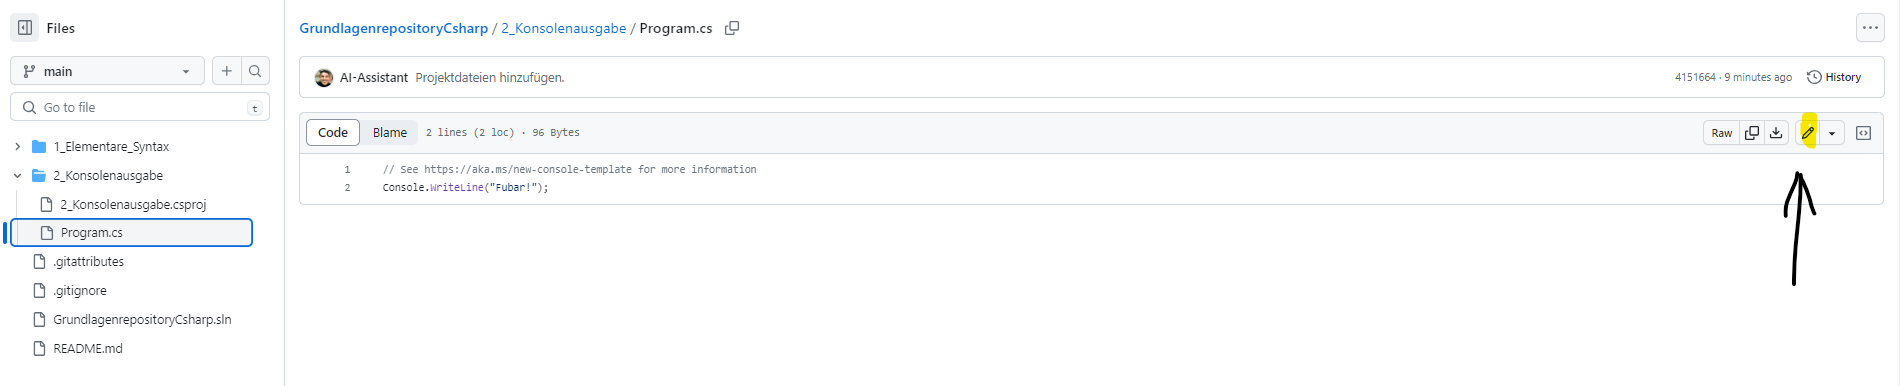 Files
main
Go to file
t
1_Elementare_Syntax
2_Konsolenausgabe
2_Konsolenausgabe.csproj
Program.cs
.gitattributes
.gitignore
GrundlagenrepositoryCsharp.sln
README.md
GrundlagenrepositoryCsharp / 2_Konsolenausgabe / Program.cs
AI-Assistant Projektdateien hinzufügen.
4151664 · 9 minutes ago History
Code Blame 2 lines (2 loc) · 96 Bytes
Raw
1 // See https://aka.ms/new-console-template for more information
2 Console.WriteLine("Fubar!");